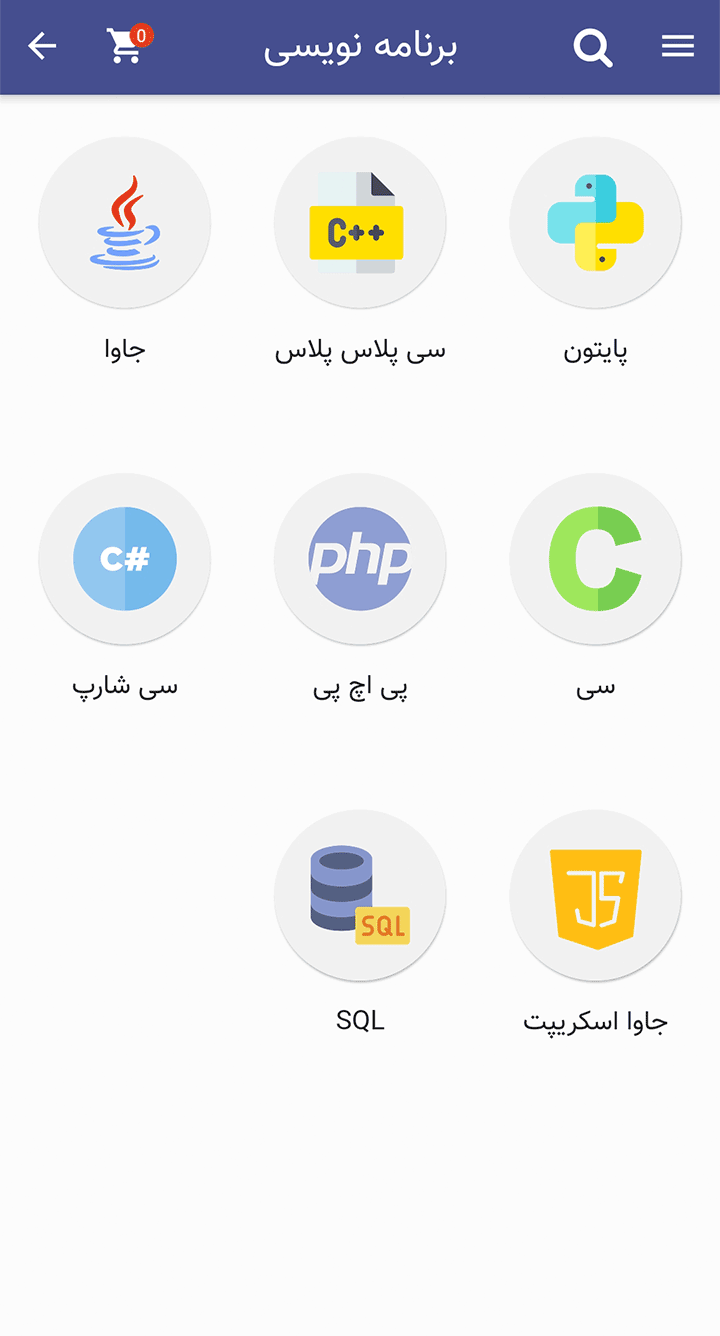 برنامه نویسی
0
پایتون
C++
سی پلاس پلاس
جاوا
C
سی
php
پی اچ پی
C#
سی شارپ
JS
جاوا اسکریپت
SQL
SQL